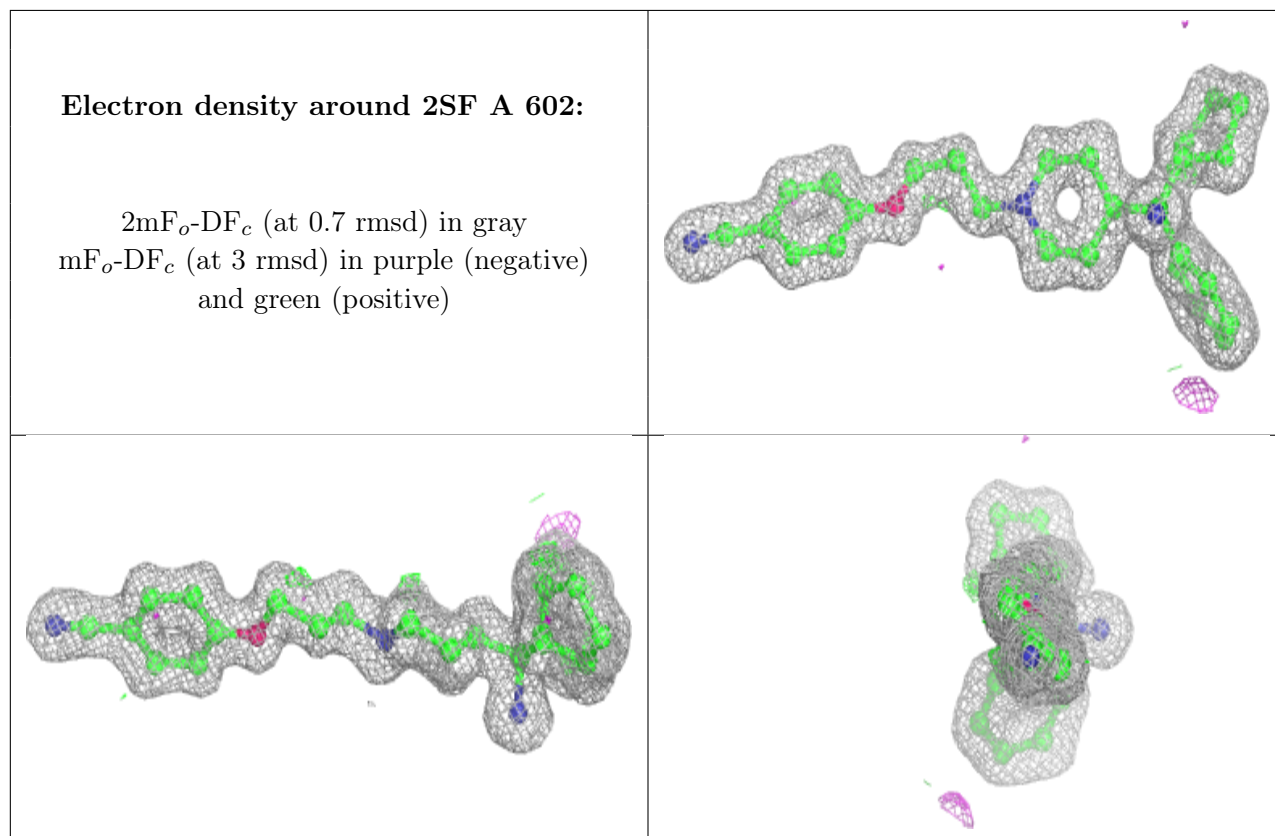 Electron density around 2SF A 602:
2mFₒ-DF𝒸 (at 0.7 rmsd) in gray
mFₒ-DF𝒸 (at 3 rmsd) in purple (negative)
and green (positive)